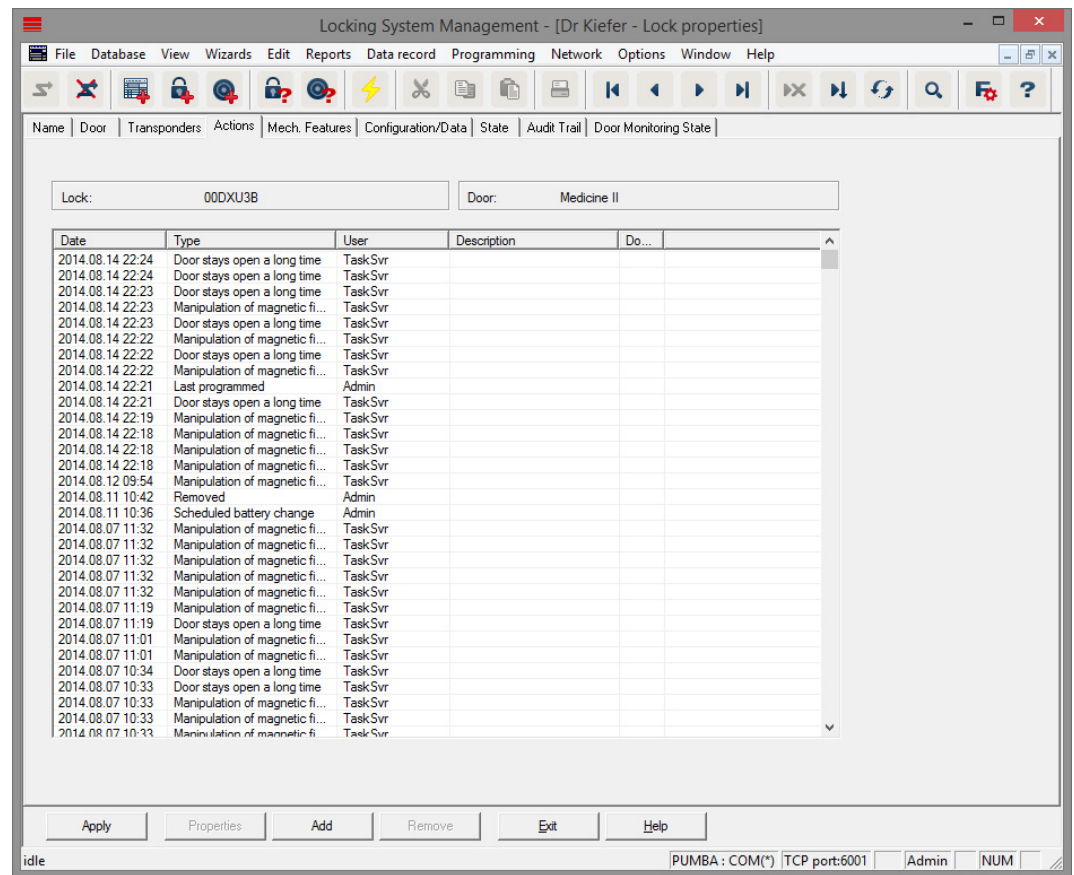 Locking System Management - [Dr Kiefer - Lock properties]
File Database View Wizards Edit Reports Data record Programming Network Options Window Help
Name Door Transponders Actions Mech. Features Configuration/Data State Audit Trail Door Monitoring State
Lock: 00DXU3B Door: Medicine II
Date Type User Description Do...
2014.08.14 22:24 Door stays open a long time TaskSvr
2014.08.14 22:24 Door stays open a long time TaskSvr
2014.08.14 22:23 Door stays open a long time TaskSvr
2014.08.14 22:23 Manipulation of magnetic fi... TaskSvr
2014.08.14 22:23 Door stays open a long time TaskSvr
2014.08.14 22:22 Manipulation of magnetic fi... TaskSvr
2014.08.14 22:22 Door stays open a long time TaskSvr
2014.08.14 22:22 Manipulation of magnetic fi... TaskSvr
2014.08.14 22:21 Last programmed Admin
2014.08.14 22:21 Door stays open a long time TaskSvr
2014.08.14 22:19 Manipulation of magnetic fi... TaskSvr
2014.08.14 22:18 Manipulation of magnetic fi... TaskSvr
2014.08.14 22:18 Manipulation of magnetic fi... TaskSvr
2014.08.14 22:18 Manipulation of magnetic fi... TaskSvr
2014.08.12 09:54 Manipulation of magnetic fi... TaskSvr
2014.08.11 10:42 Removed Admin
2014.08.11 10:36 Scheduled battery change Admin
2014.08.07 11:32 Manipulation of magnetic fi... TaskSvr
2014.08.07 11:32 Manipulation of magnetic fi... TaskSvr
2014.08.07 11:32 Manipulation of magnetic fi... TaskSvr
2014.08.07 11:32 Manipulation of magnetic fi... TaskSvr
2014.08.07 11:32 Manipulation of magnetic fi... TaskSvr
2014.08.07 11:19 Manipulation of magnetic fi... TaskSvr
2014.08.07 11:19 Door stays open a long time TaskSvr
2014.08.07 11:01 Manipulation of magnetic fi... TaskSvr
2014.08.07 11:01 Manipulation of magnetic fi... TaskSvr
2014.08.07 10:34 Door stays open a long time TaskSvr
2014.08.07 10:33 Door stays open a long time TaskSvr
2014.08.07 10:33 Manipulation of magnetic fi... TaskSvr
2014.08.07 10:33 Manipulation of magnetic fi... TaskSvr
2014.08.07 10:33 Manipulation of magnetic fi... TaskSvr
Apply Properties Add Remove Exit Help
idle PUMBA : COM(*) TCP port:6001 Admin NUM